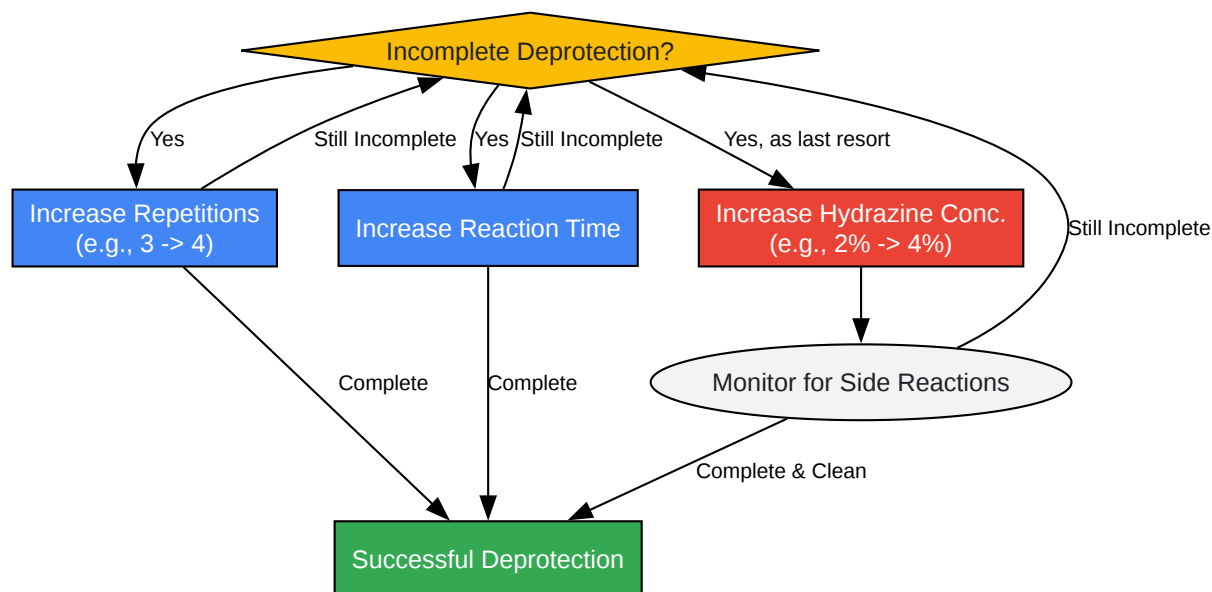 Incomplete Deprotection?
Yes
Still Incomplete
Yes
Still Incomplete
Yes, as last resort
Increase Repetitions
(e.g., 3 -> 4)
Increase Reaction Time
Increase Hydrazine Conc.
(e.g., 2% -> 4%)
Still Incomplete
Complete
Complete
Monitor for Side Reactions
Complete & Clean
Successful Deprotection